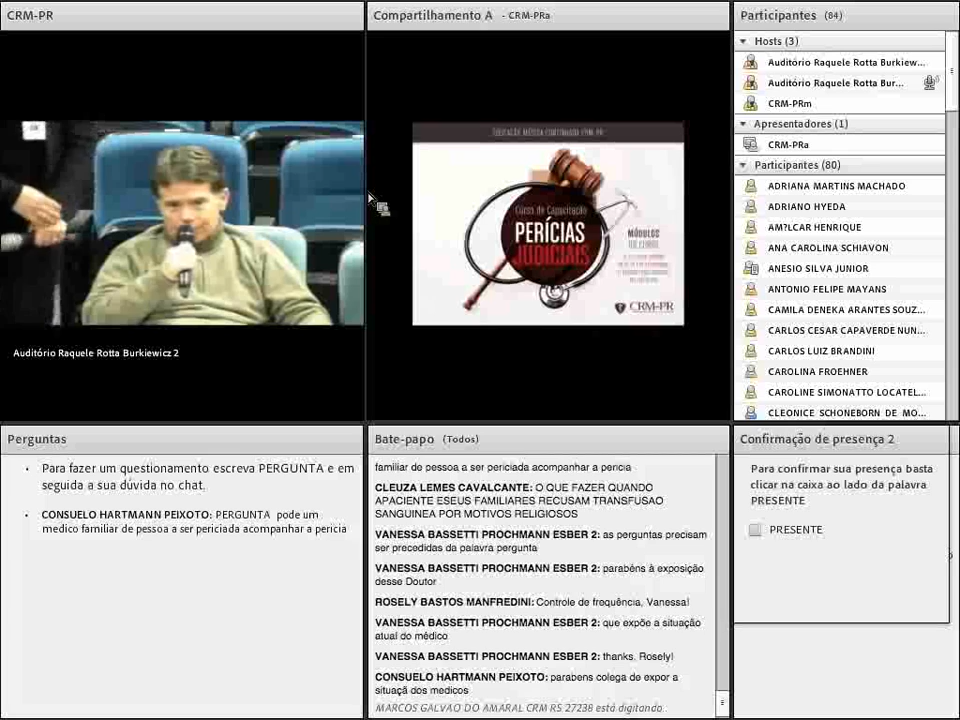 CRM-PR
Auditório Raquele Rotta Burkiewicz 2
Compartilhamento A - CRM-PRa
EDUCAÇÃO MÉDICA CONTINUADA CRM-PR
Curso de Capacitação
PERÍCIAS
JUDICIAIS
MÓDULOS
CRM-PR
Participantes (84)
Hosts (3)
Auditório Raquele Rotta Burkiew...
Auditório Raquele Rotta Bur...
CRM-PRm
Apresentadores (1)
CRM-PRa
Participantes (80)
ADRIANA MARTINS MACHADO
ADRIANO HYEDA
AM?LCAR HENRIQUE
ANA CAROLINA SCHIAVON
ANESIO SILVA JUNIOR
ANTONIO FELIPE MAYANS
CAMILA DENEKA ARANTES SOUZ...
CARLOS CESAR CAPAVERDE NUN...
CARLOS LUIZ BRANDINI
CAROLINA FROEHNER
CAROLINE SIMONATTO LOCATEL...
CLEONICE SCHONEBORN DE MO...
Perguntas
• Para fazer um questionamento escreva PERGUNTA e em
seguida a sua dúvida no chat.
• CONSUELO HARTMANN PEIXOTO: PERGUNTA pode um
medico familiar de pessoa a ser periciada acompanhar a pericia
Bate-papo (Todos)
familiar de pessoa a ser periciada acompanhar a pericia
CLEUZA LEMES CAVALCANTE: O QUE FAZER QUANDO
APACIENTE ESEUS FAMILIARES RECUSAM TRANSFUSAO
SANGUINEA POR MOTIVOS RELIGIOSOS
VANESSA BASSETTI PROCHMANN ESBER 2: as perguntas precisam
ser precedidas da palavra pergunta
VANESSA BASSETTI PROCHMANN ESBER 2: parabéns à exposição
desse Doutor
ROSELY BASTOS MANFREDINI: Controle de frequência, Vanessa!
VANESSA BASSETTI PROCHMANN ESBER 2: que expõe a situação
atual do médico
VANESSA BASSETTI PROCHMANN ESBER 2: thanks, Rosely!
CONSUELO HARTMANN PEIXOTO: parabens colega de expor a
situaçã dos medicos
MARCOS GALVAO DO AMARAL CRM RS 27238 está digitando .
Confirmação de presença 2
Para confirmar sua presença basta
clicar na caixa ao lado da palavra
PRESENTE
PRESENTE